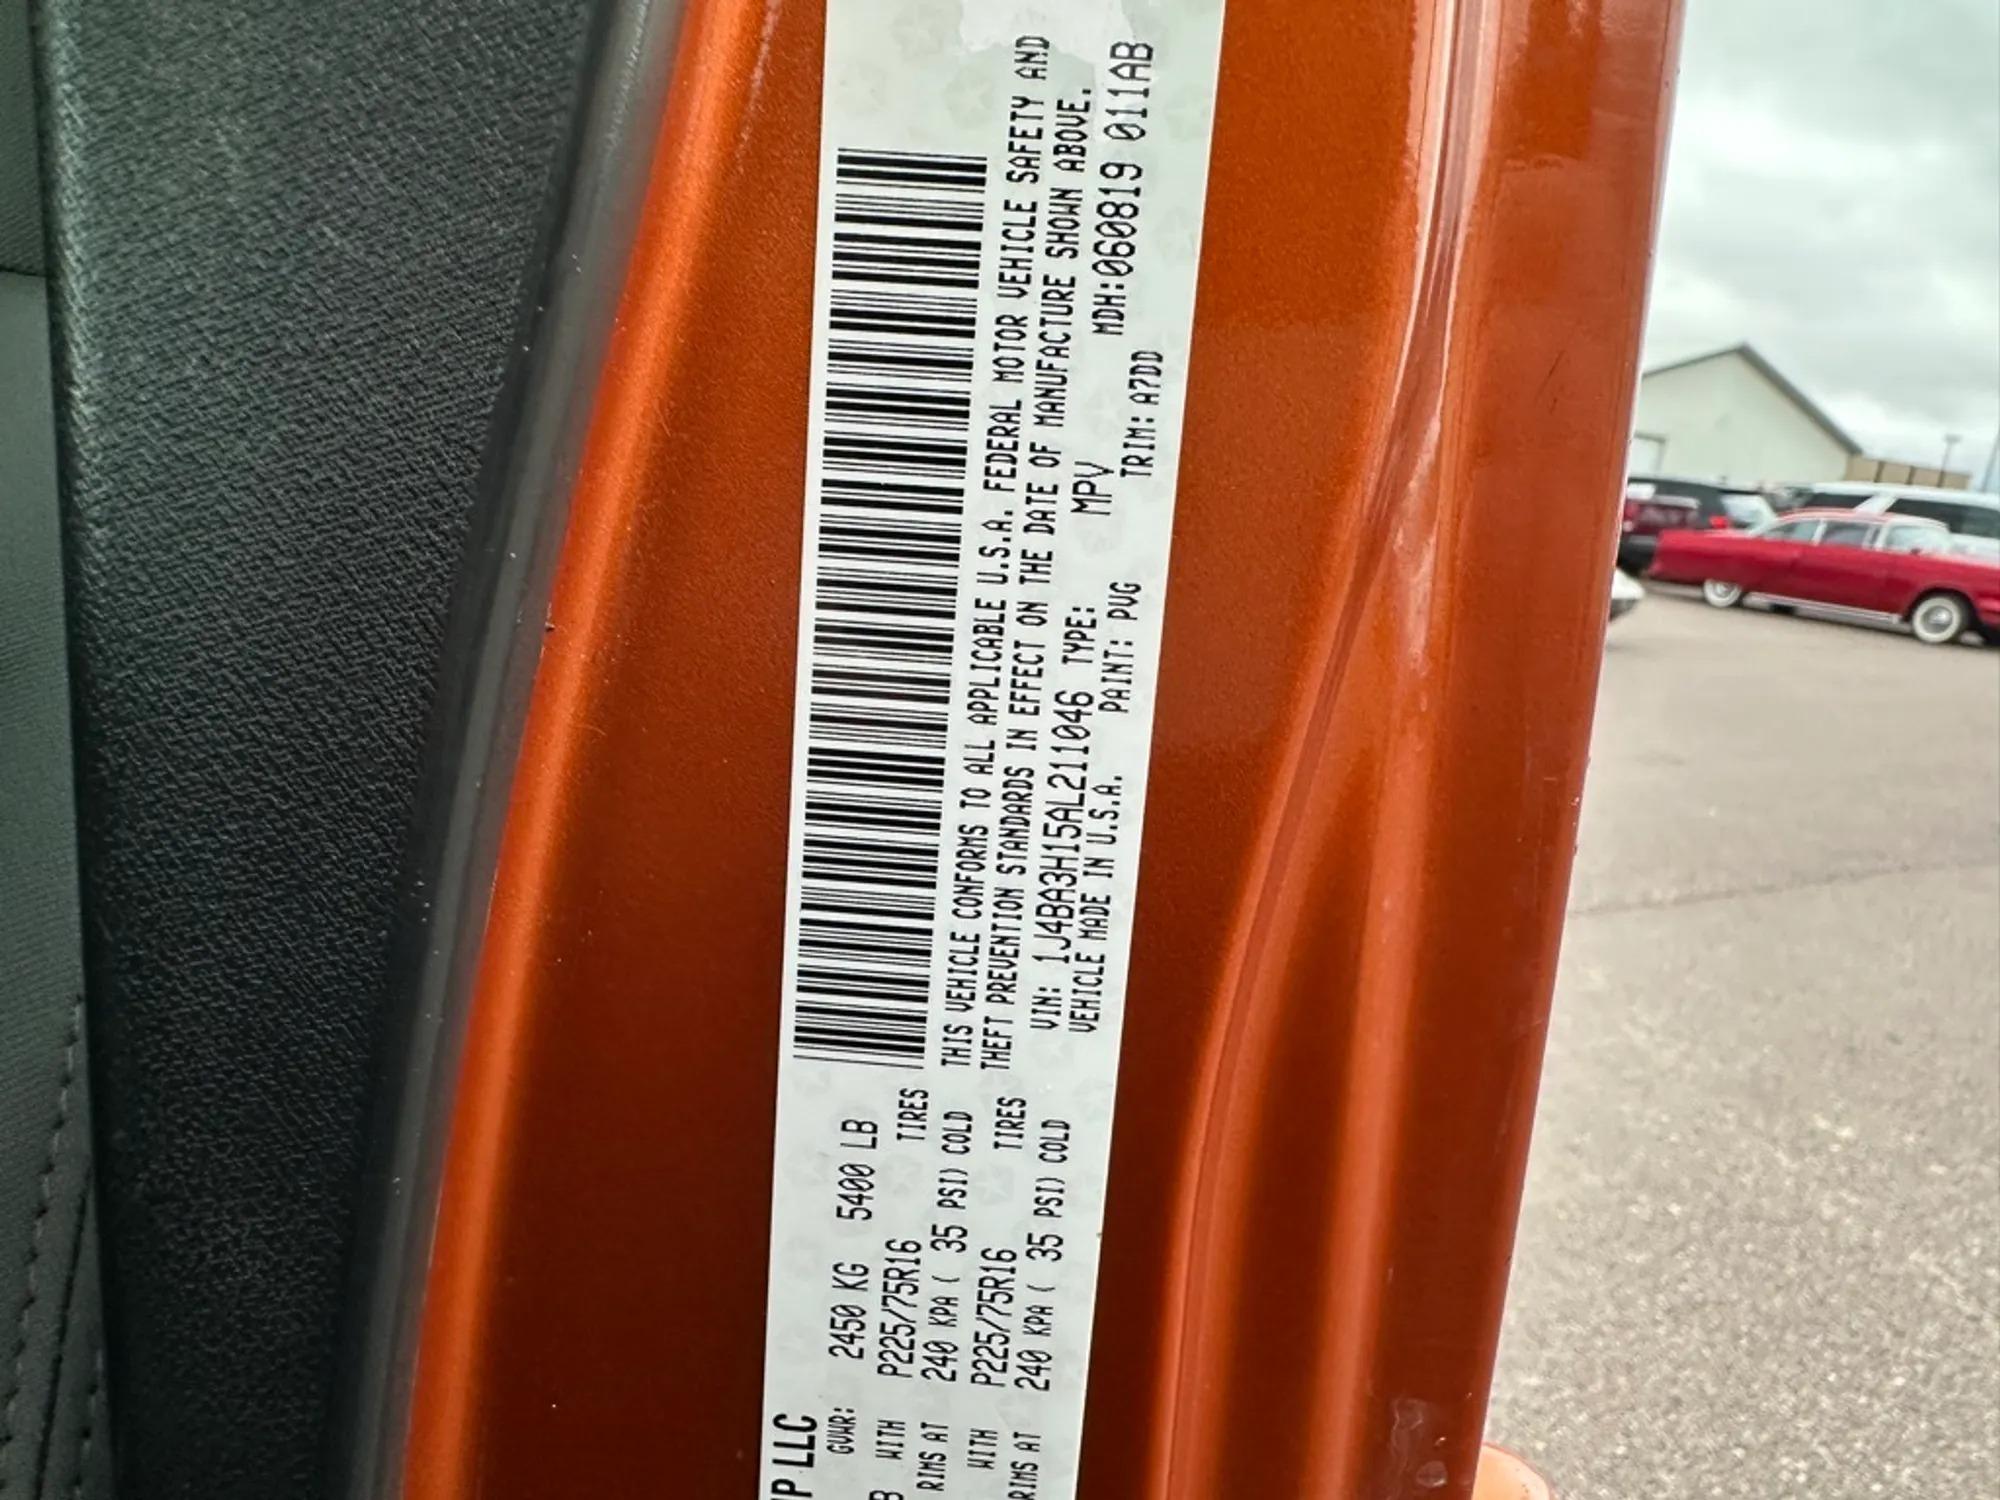 UP LLC
GVWR: 2450 KG 5400 LB
B WITH P225/75R16 TIRES
RIMS AT 240 KPA ( 35 PSI) COLD
WITH P225/75R16 TIRES
RIMS AT 240 KPA ( 35 PSI) COLD
THIS VEHICLE CONFORMS TO ALL APPLICABLE U.S.A. FEDERAL MOTOR VEHICLE SAFETY AND
THEFT PREVENTION STANDARDS IN EFFECT ON THE DATE OF MANUFACTURE SHOWN ABOVE.
VIN: 1J4BA3H15AL211046 TYPE: MPV MDH:060819 011AB
VEHICLE MADE IN U.S.A. PAINT: PVG TRIM: A7DD